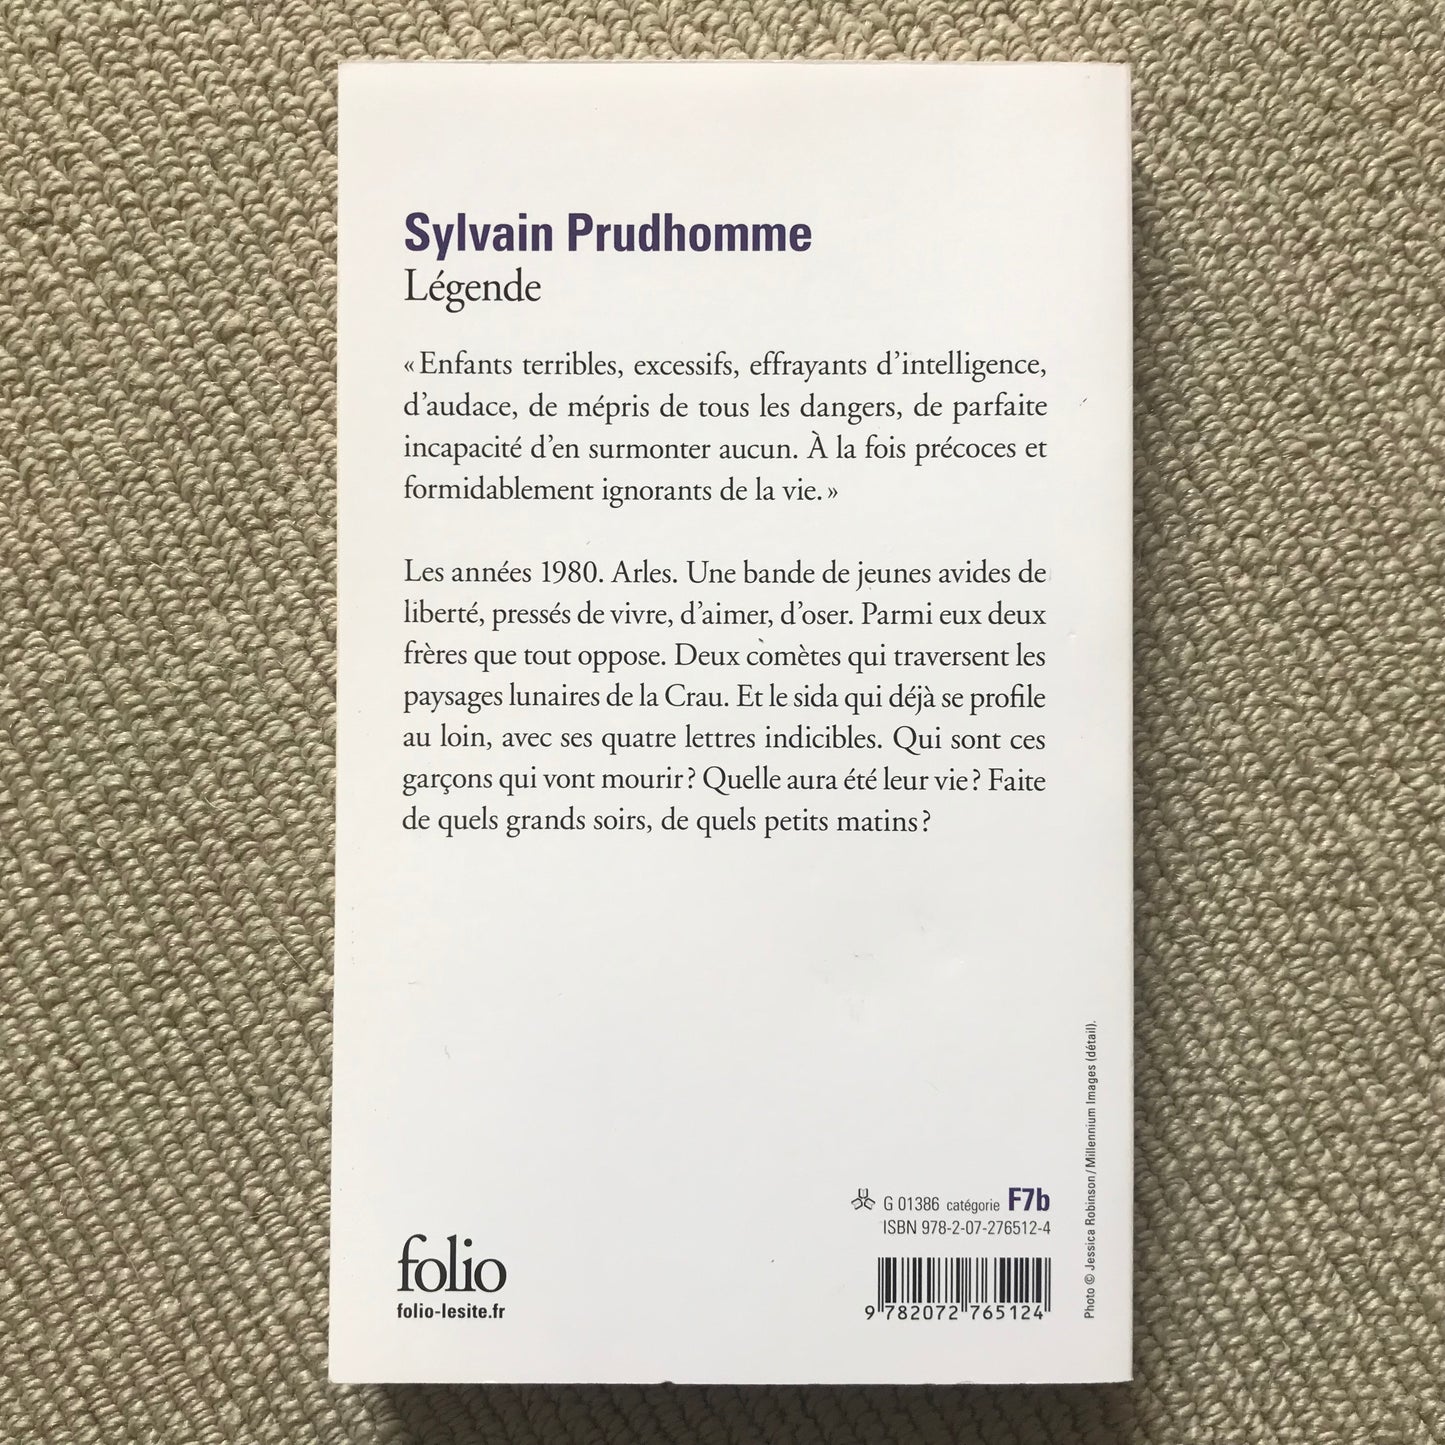 Sylvain Prudhomme
Légende
« Enfants terribles, excessifs, effrayants d’intelligence,
d’audace, de mépris de tous les dangers, de parfaite
incapacité d’en surmonter aucun. À la fois précoces et
formidablement ignorants de la vie. »
Les années 1980. Arles. Une bande de jeunes avides de
liberté, pressés de vivre, d’aimer, d’oser. Parmi eux deux
frères que tout oppose. Deux comètes qui traversent les
paysages lunaires de la Crau. Et le sida qui déjà se profile
au loin, avec ses quatre lettres indicibles. Qui sont ces
garçons qui vont mourir ? Quelle aura été leur vie ? Faite
de quels grands soirs, de quels petits matins ?
G 01386 catégorie F7b
ISBN 978-2-07-276512-4
folio
folio-lesite.fr
9 782072 765124
Photo © Jessica Robinson / Millennium Images (détail).